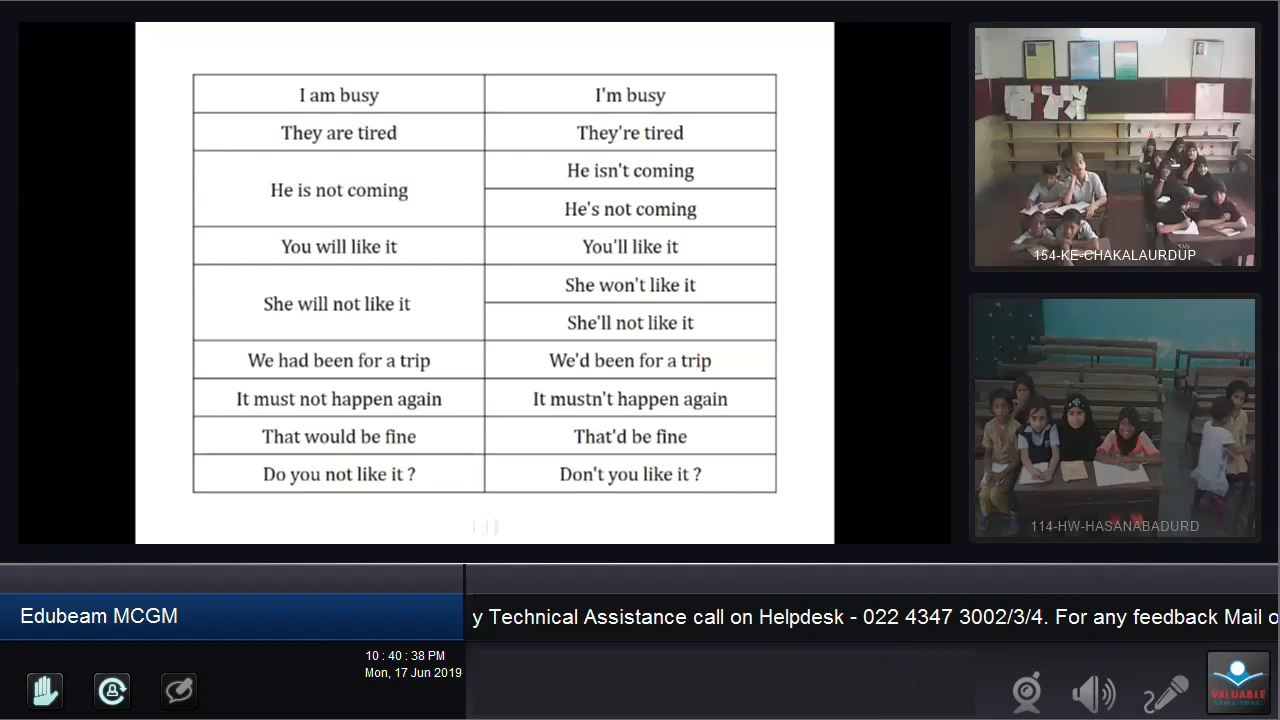 I am busy
I'm busy
They are tired
They're tired
He is not coming
He isn't coming
He's not coming
You will like it
You'll like it
She will not like it
She won't like it
She'll not like it
We had been for a trip
We'd been for a trip
It must not happen again
It mustn't happen again
That would be fine
That'd be fine
Do you not like it ?
Don't you like it ?
154-KE-CHAKALAURDUP
114-HW-HASANABADURD
Edubeam MCGM
y Technical Assistance call on Helpdesk - 022 4347 3002/3/4. For any feedback Mail o
10 : 40 : 38 PM
Mon, 17 Jun 2019
VALUABLE